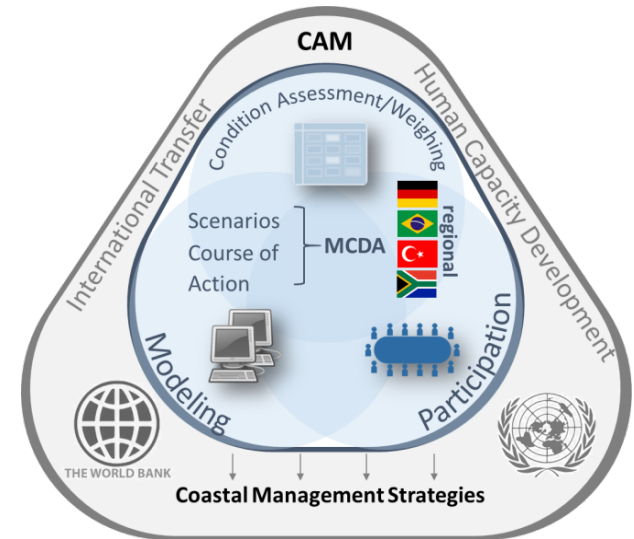 CAM
International Transfer
Human Capacity Development
Condition Assessment/Weighing
Scenarios
Course of
Action
MCDA
regional
Modeling
Participation
THE WORLD BANK
Coastal Management Strategies